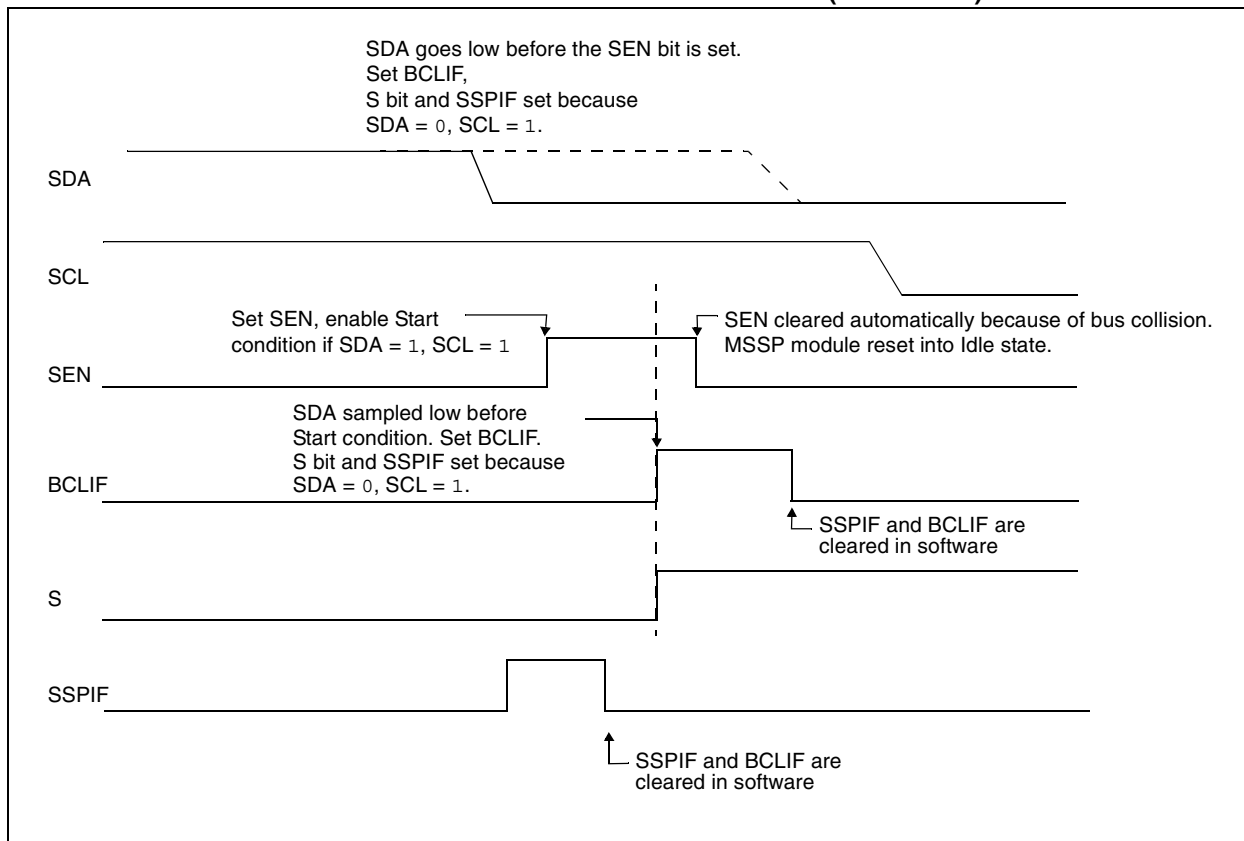 SDA goes low before the SEN bit is set.
Set BCLIF,
S bit and SSPIF set because
SDA = 0, SCL = 1.
SDA
SCL
Set SEN, enable Start
condition if SDA = 1, SCL = 1
SEN cleared automatically because of bus collision.
MSSP module reset into Idle state.
SEN
SDA sampled low before
Start condition. Set BCLIF.
S bit and SSPIF set because
SDA = 0, SCL = 1.
BCLIF
SSPIF and BCLIF are
cleared in software
S
SSPIF
SSPIF and BCLIF are
cleared in software